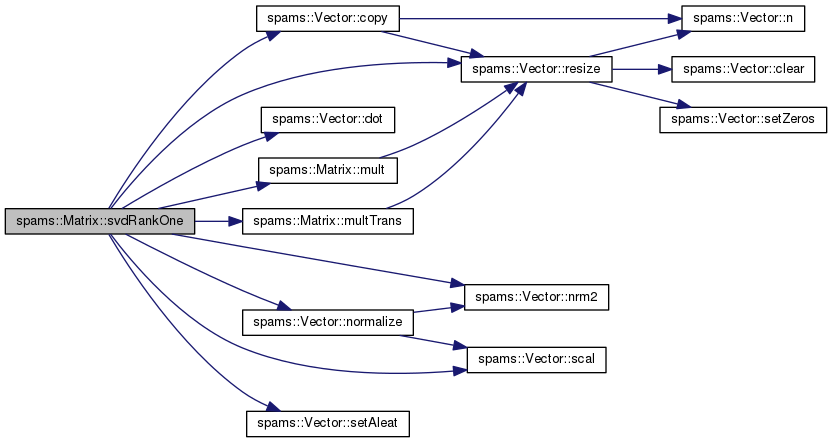 spams::Vector::copy
spams::Vector::n
spams::Vector::resize
spams::Vector::clear
spams::Vector::dot
spams::Vector::setZeros
spams::Matrix::mult
spams::Matrix::svdRankOne
spams::Matrix::multTrans
spams::Vector::nrm2
spams::Vector::normalize
spams::Vector::scal
spams::Vector::setAleat